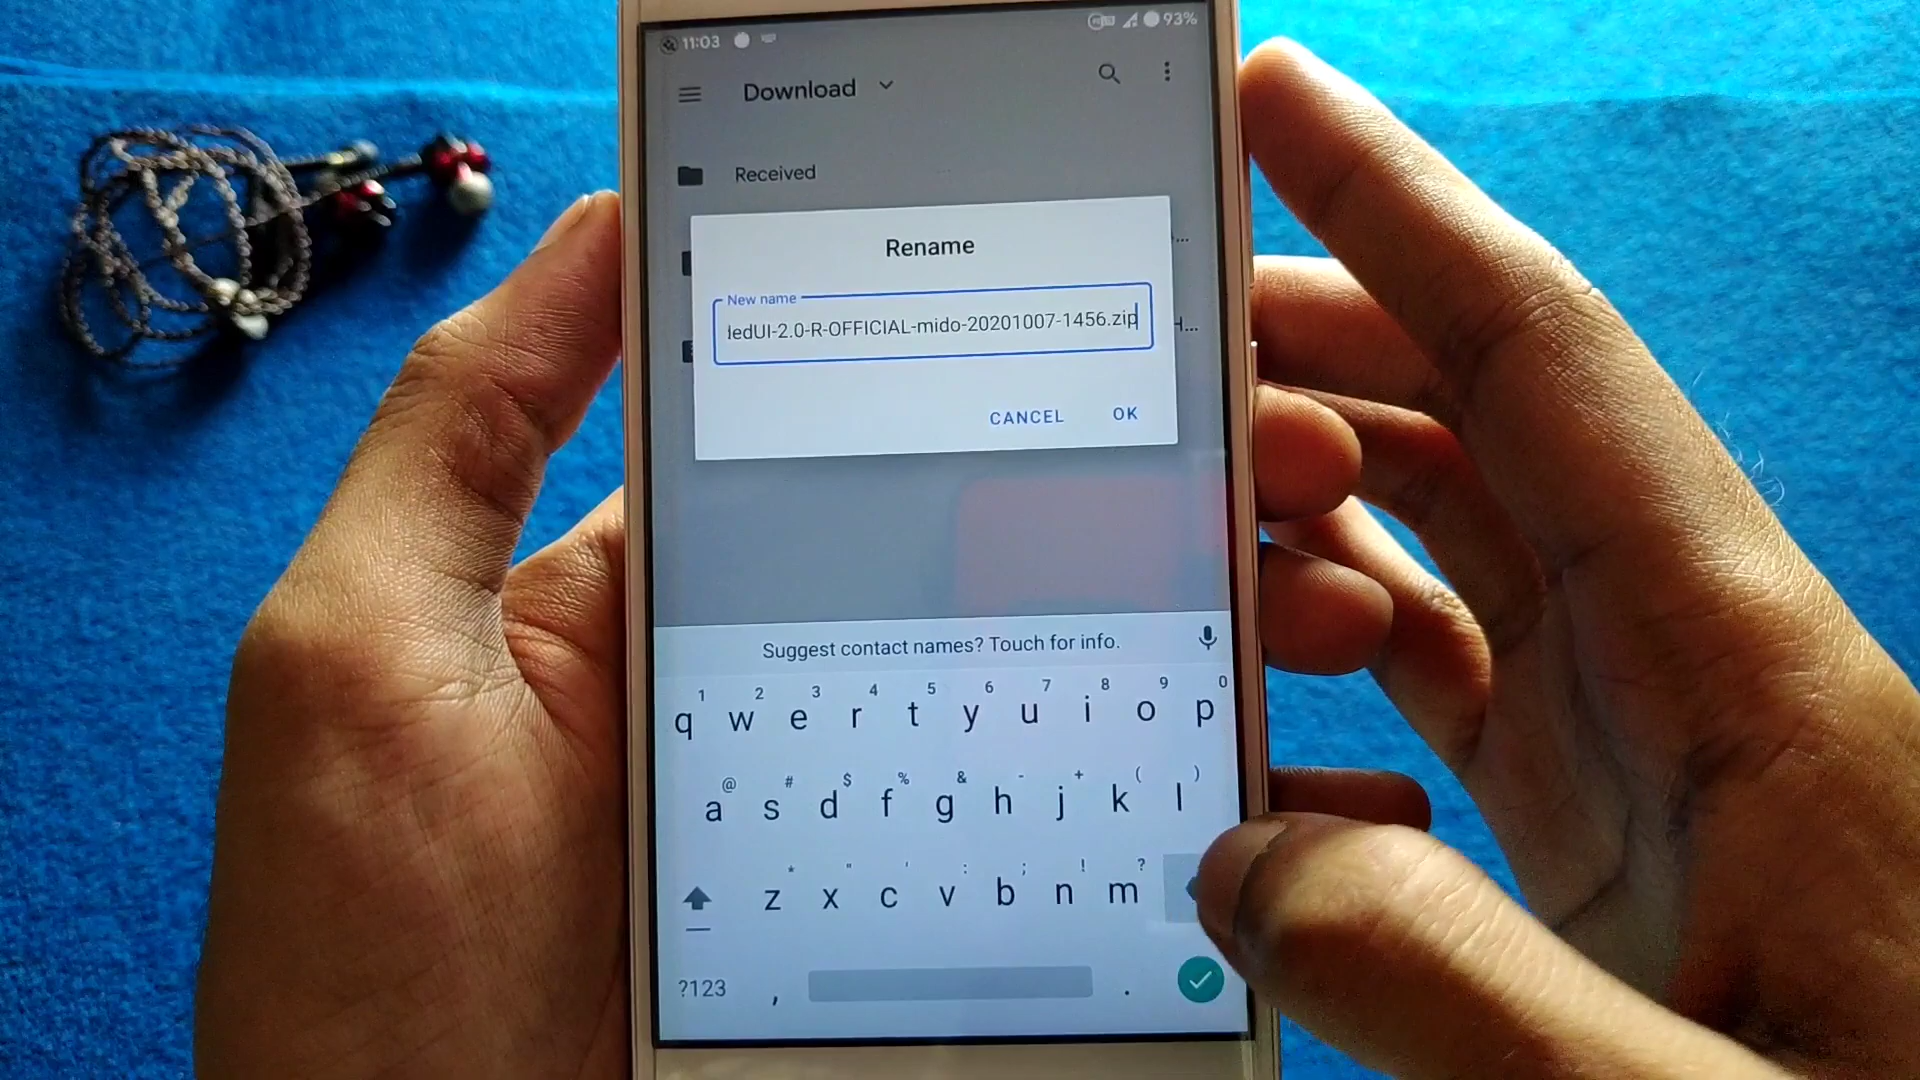 11:03
93%
Download
Received
Rename
New name
ledUI-2.0-R-OFFICIAL-mido-20201007-1456.zip
CANCEL OK
Suggest contact names? Touch for info.
1 2 3 4 5 6 7 8 9 0
q w e r t y u i o p
@ # $ % & - + ( )
a s d f g h j k l
* " ' : ; ! ?
z x c v b n m
?123 , .